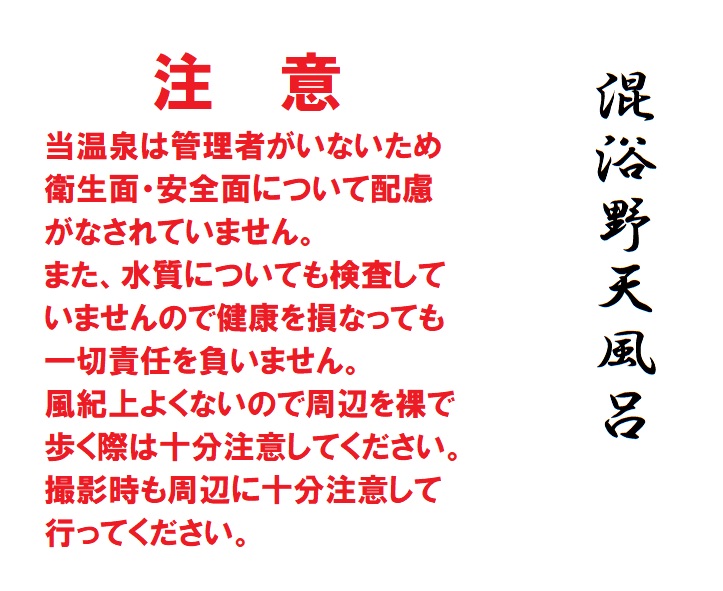 混浴野天風呂
注 意
当温泉は管理者がいないため
衛生面・安全面について配慮
がなされていません。
また、水質についても検査して
いませんので健康を損なっても
一切責任を負いません。
風紀上よくないので周辺を裸で
歩く際は十分注意してください。
撮影時も周辺に十分注意して
行ってください。